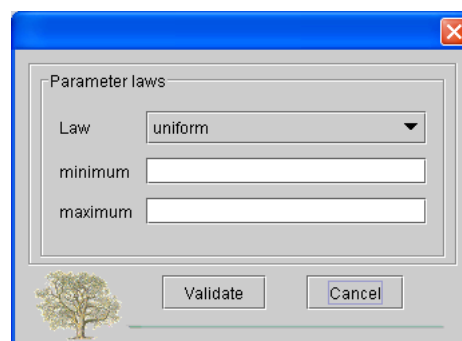 Parameter laws
Law uniform
minimum
maximum
Validate Cancel